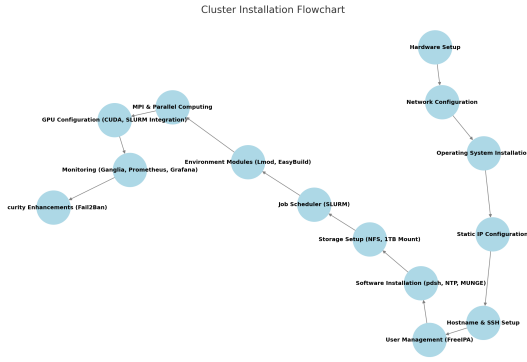 Cluster Installation Flowchart
Hardware Setup
Network Configuration
Operating System Installatio
Static IP Configuration
Hostname & SSH Setup
User Management (FreeIPA)
Software Installation (pdsh, NTP, MUNGE)
Storage Setup (NFS, 1TB Mount)
Job Scheduler (SLURM)
Environment Modules (Lmod, EasyBuild)
MPI & Parallel Computing
GPU Configuration (CUDA, SLURM Integration)
Monitoring (Ganglia, Prometheus, Grafana)
curity Enhancements (Fail2Ban)